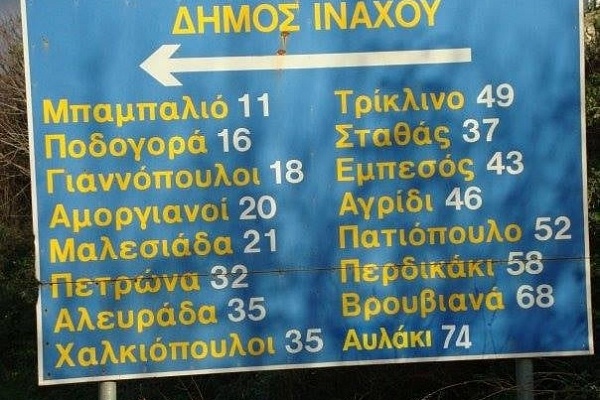 ΔΗΜΟΣ ΙΝΑΧΟΥ
Μπαμπαλιό 11
Ποδογορά 16
Γιαννόπουλοι 18
Αμοργιανοί 20
Μαλεσιάδα 21
Πετρώνα 32
Αλευράδα 35
Χαλκιόπουλοι 35
Τρίκλινο 49
Σταθάς 37
Εμπεσός 43
Αγρίδι 46
Πατιόπουλο 52
Περδικάκι 58
Βρουβιανά 68
Αυλάκι 74